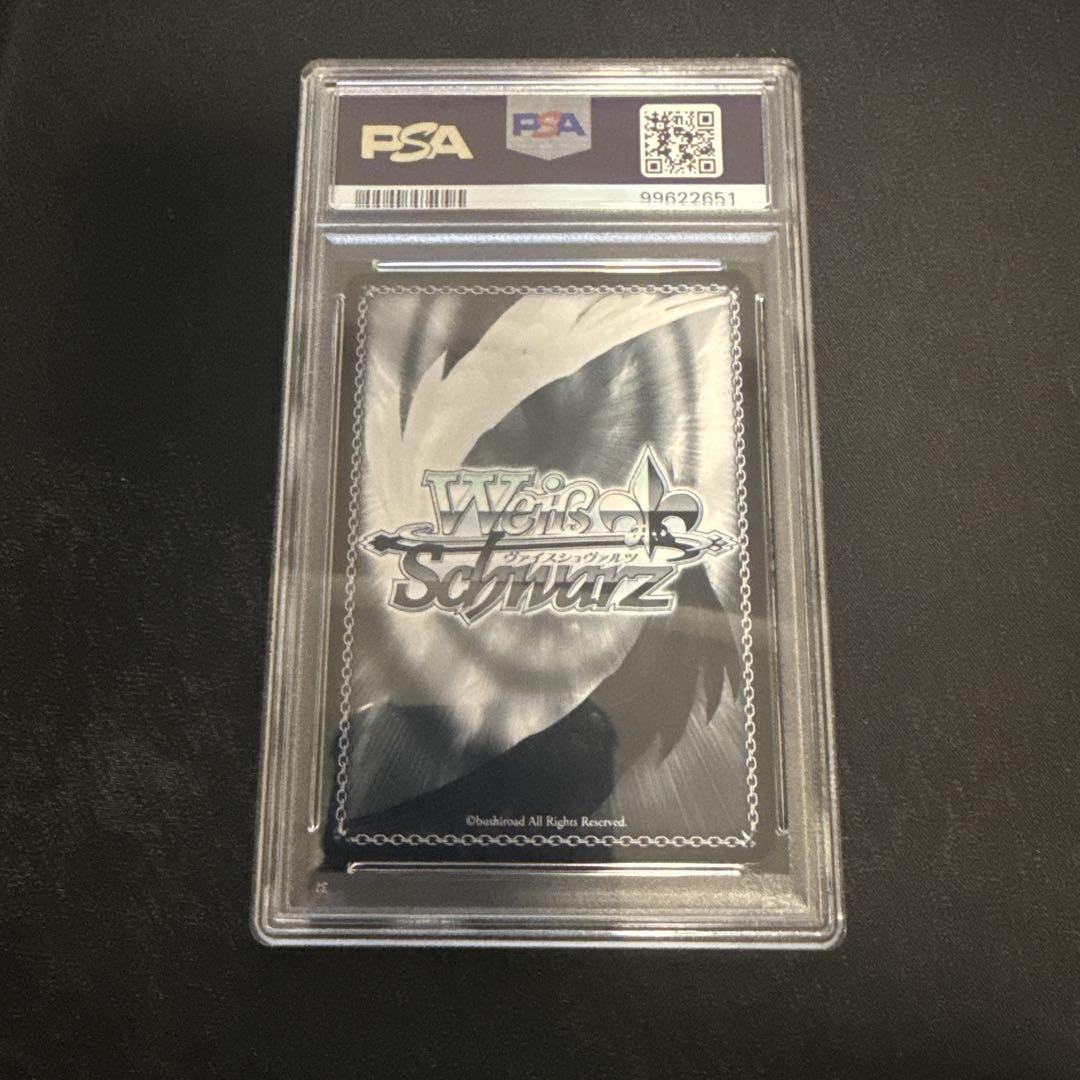 PSA
PSA
99622651
Weiß
ヴァイスシュヴァルツ
Schwarz
©bushiroad All Rights Reserved.